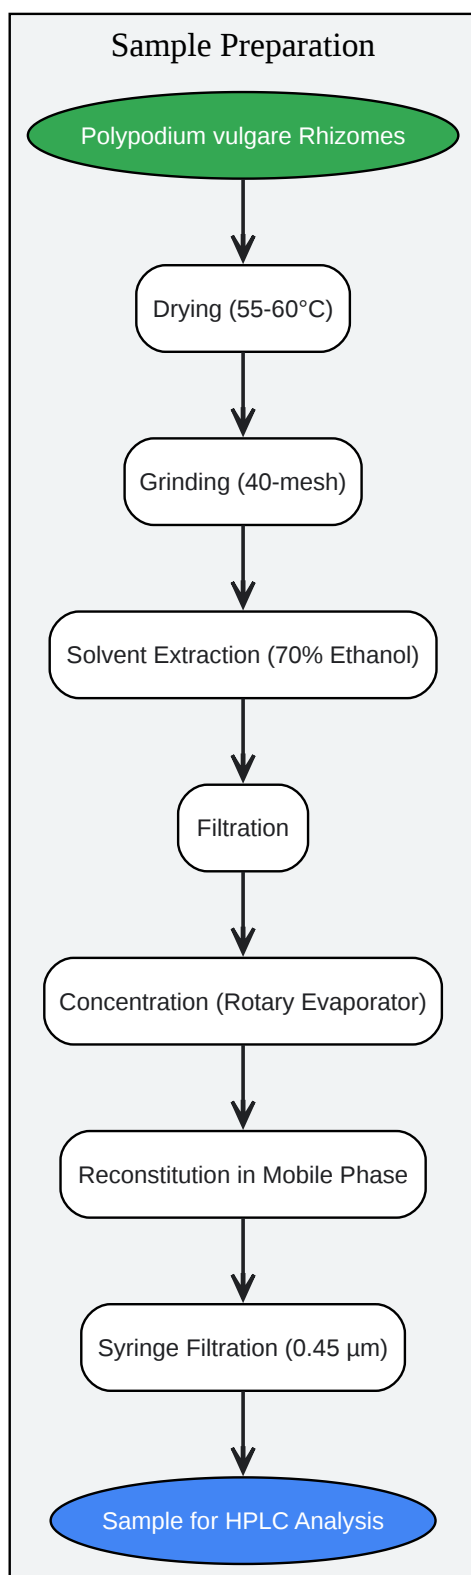 Sample Preparation
Polypodium vulgare Rhizomes
Drying (55-60°C)
Grinding (40-mesh)
Solvent Extraction (70% Ethanol)
Filtration
Concentration (Rotary Evaporator)
Reconstitution in Mobile Phase
Syringe Filtration (0.45 µm)
Sample for HPLC Analysis